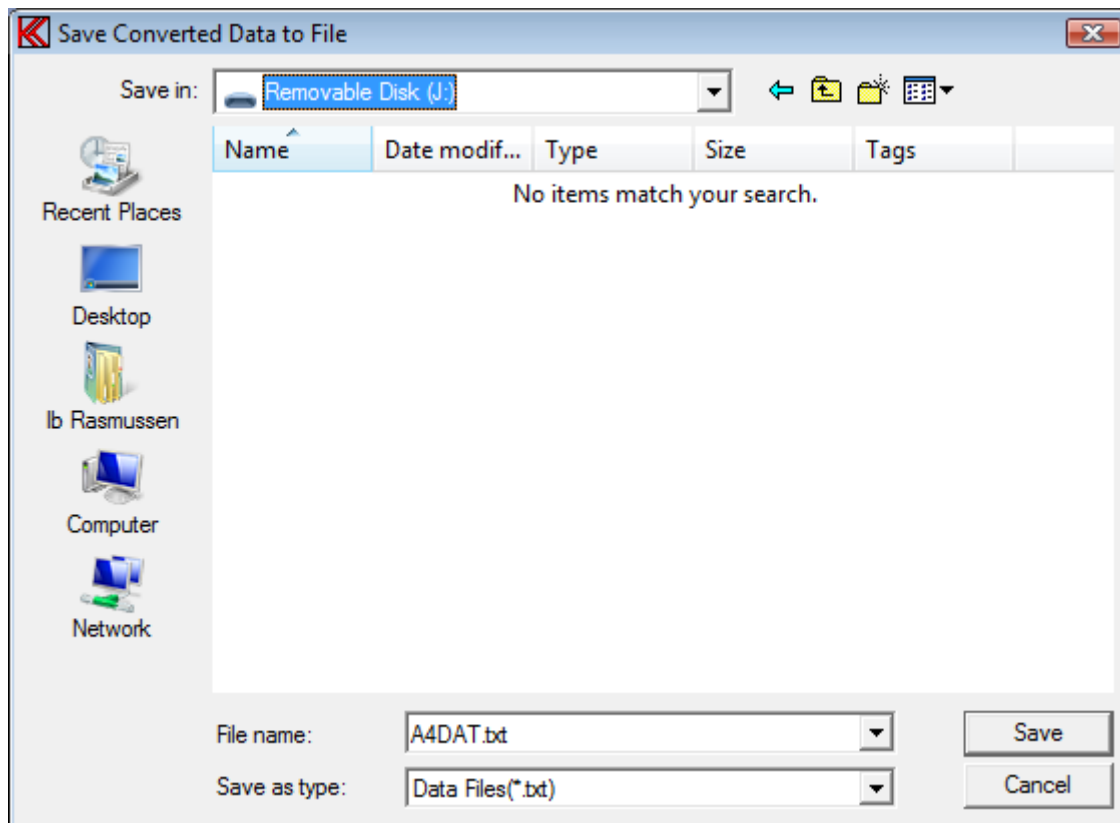 Save Converted Data to File
Save in: Removable Disk (J:)
Name Date modif... Type Size Tags
No items match your search.
Recent Places
Desktop
Ib Rasmussen
Computer
Network
File name: A4DAT.txt Save
Save as type: Data Files(*.txt) Cancel